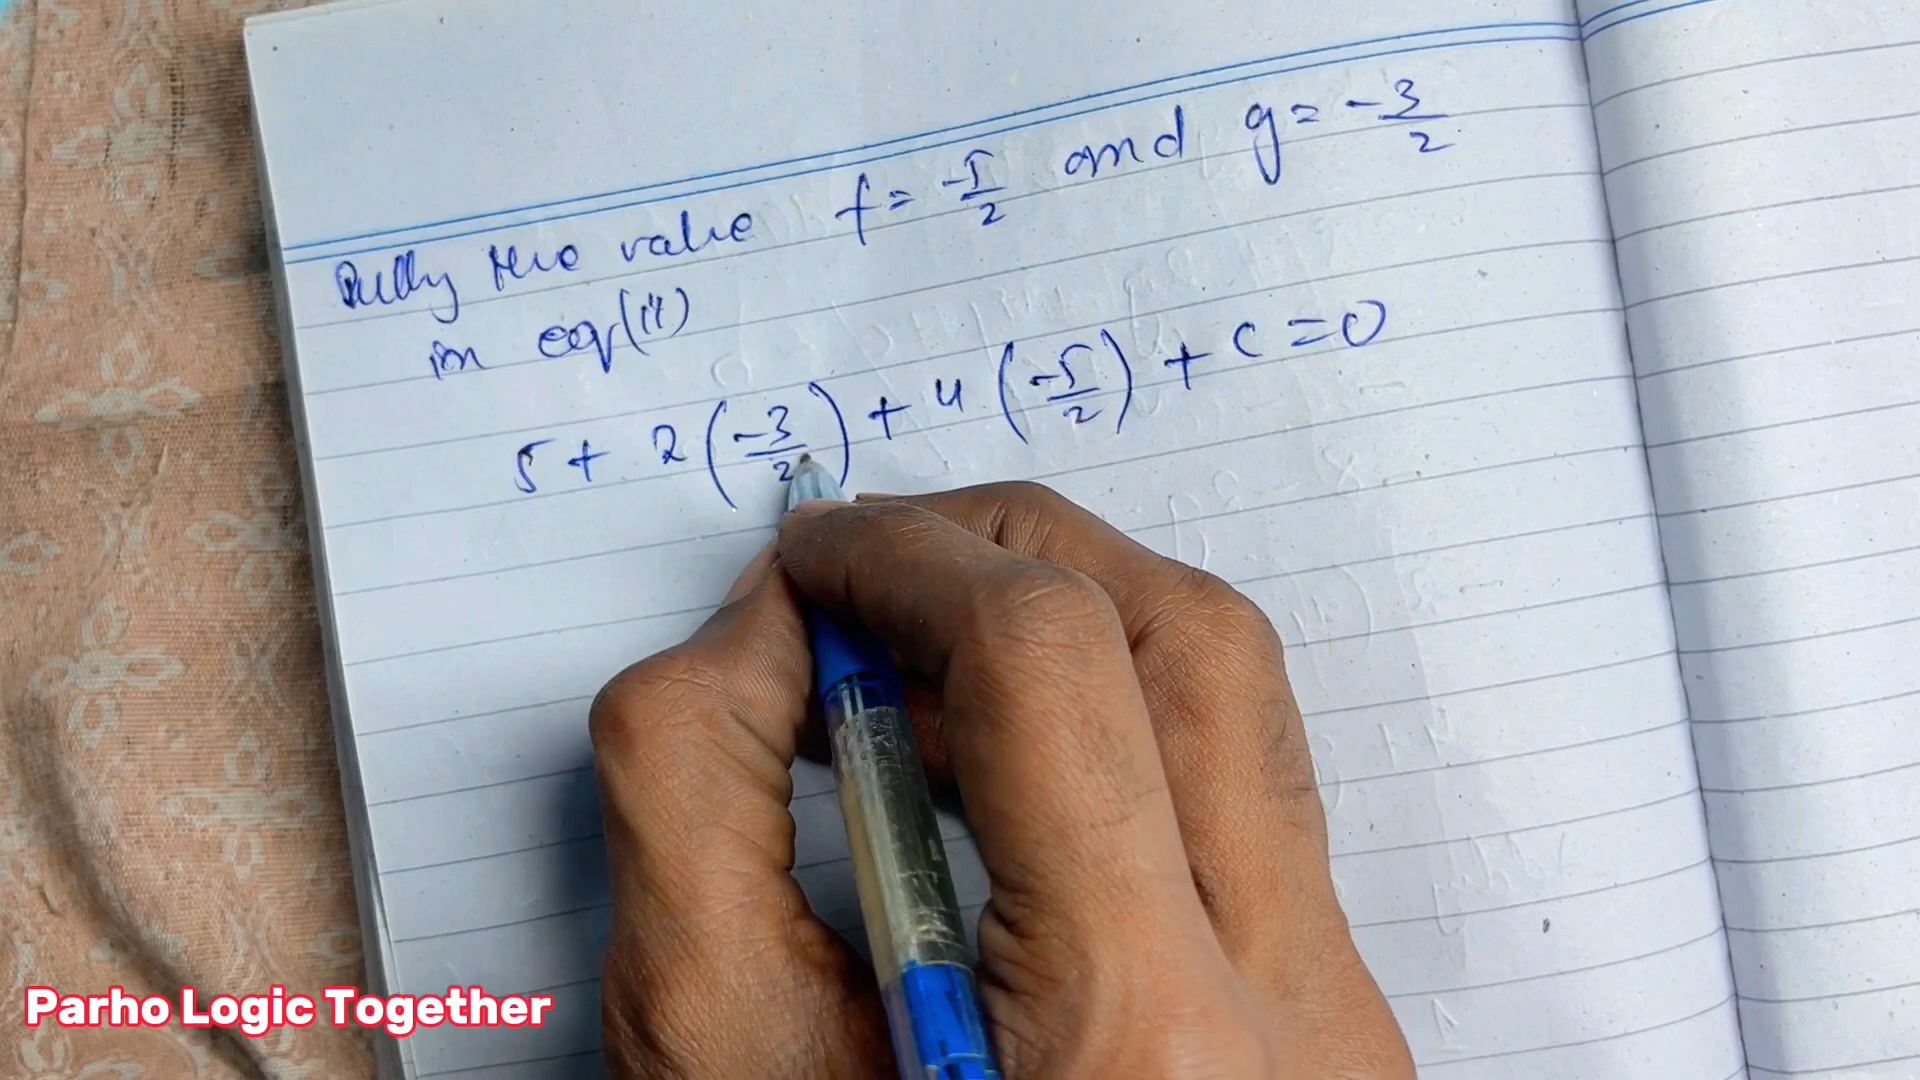 Putting the value f = -5/2 and g = -3/2
in eq(ii)
5 + 2(-3/2) + 4(-5/2) + c = 0
Parho Logic Together